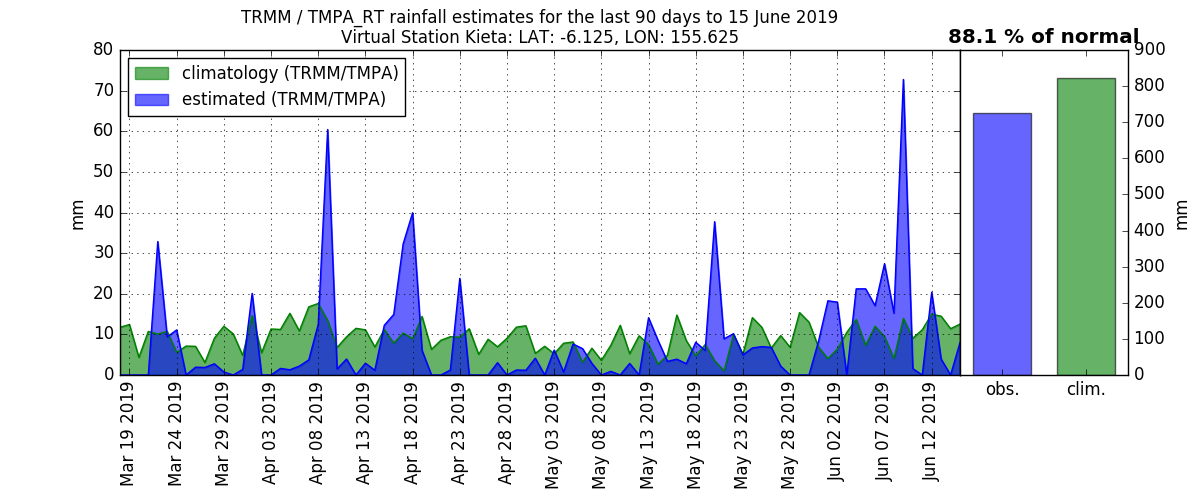 TRMM / TMPA_RT rainfall estimates for the last 90 days to 15 June 2019
Virtual Station Kieta: LAT: -6.125, LON: 155.625
88.1 % of normal
climatology (TRMM/TMPA)
estimated (TRMM/TMPA)
80
70
60
50
40
30
20
10
0
mm
900
800
700
600
500
400
300
200
100
0
mm
obs.
clim.
Mar 19 2019
Mar 24 2019
Mar 29 2019
Apr 03 2019
Apr 08 2019
Apr 13 2019
Apr 18 2019
Apr 23 2019
Apr 28 2019
May 03 2019
May 08 2019
May 13 2019
May 18 2019
May 23 2019
May 28 2019
Jun 02 2019
Jun 07 2019
Jun 12 2019